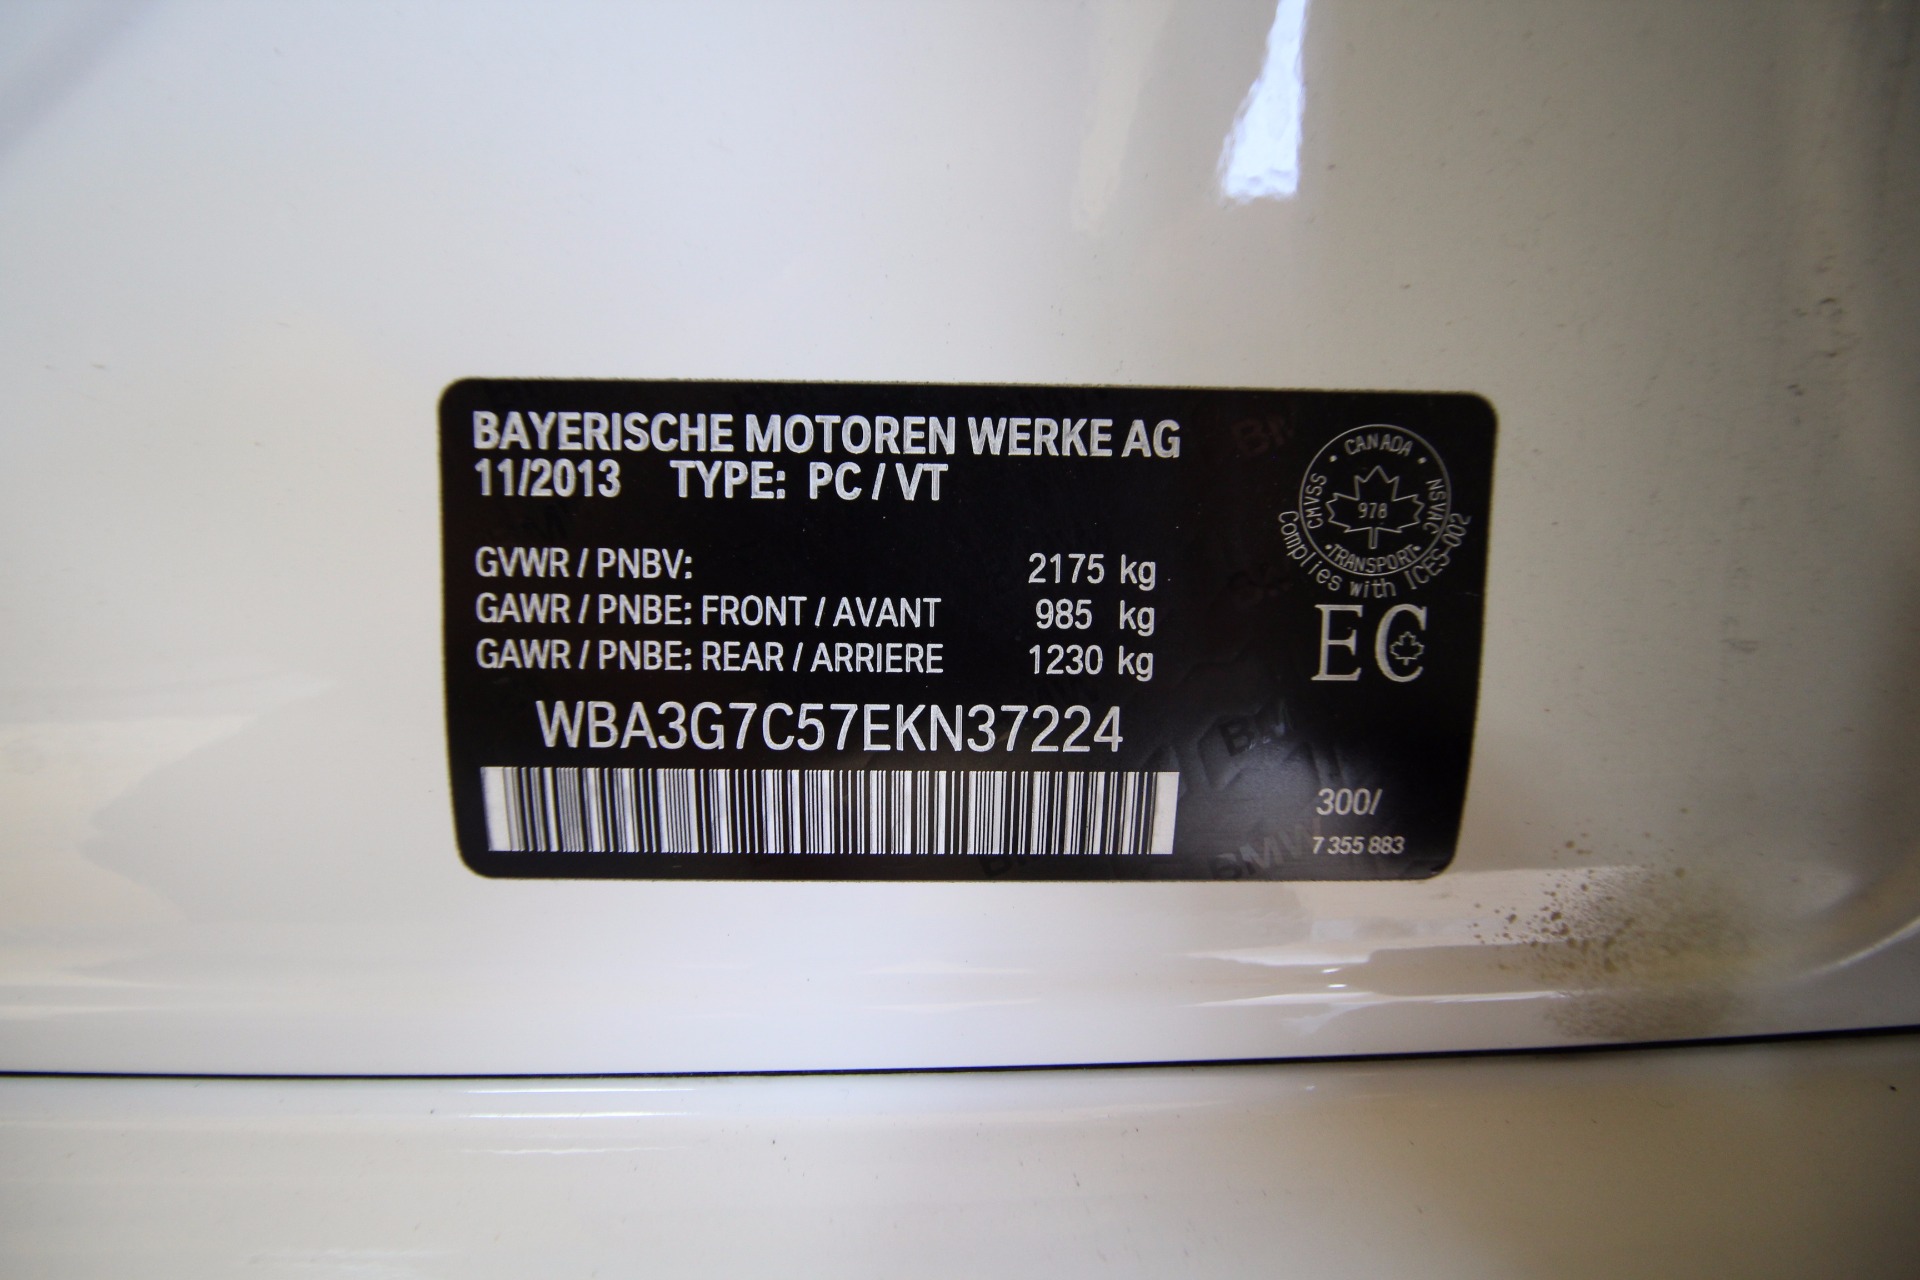 BAYERISCHE MOTOREN WERKE AG
11/2013 TYPE: PC / VT
GVWR / PNBV: 2175 kg
GAWR / PNBE: FRONT / AVANT 985 kg
GAWR / PNBE: REAR / ARRIERE 1230 kg
WBA3G7C57EKN37224
CANADA
CMVSS 978 NSVAC
TRANSPORT
Complies with ICES-002
EC
300/
7 355 883
BMW